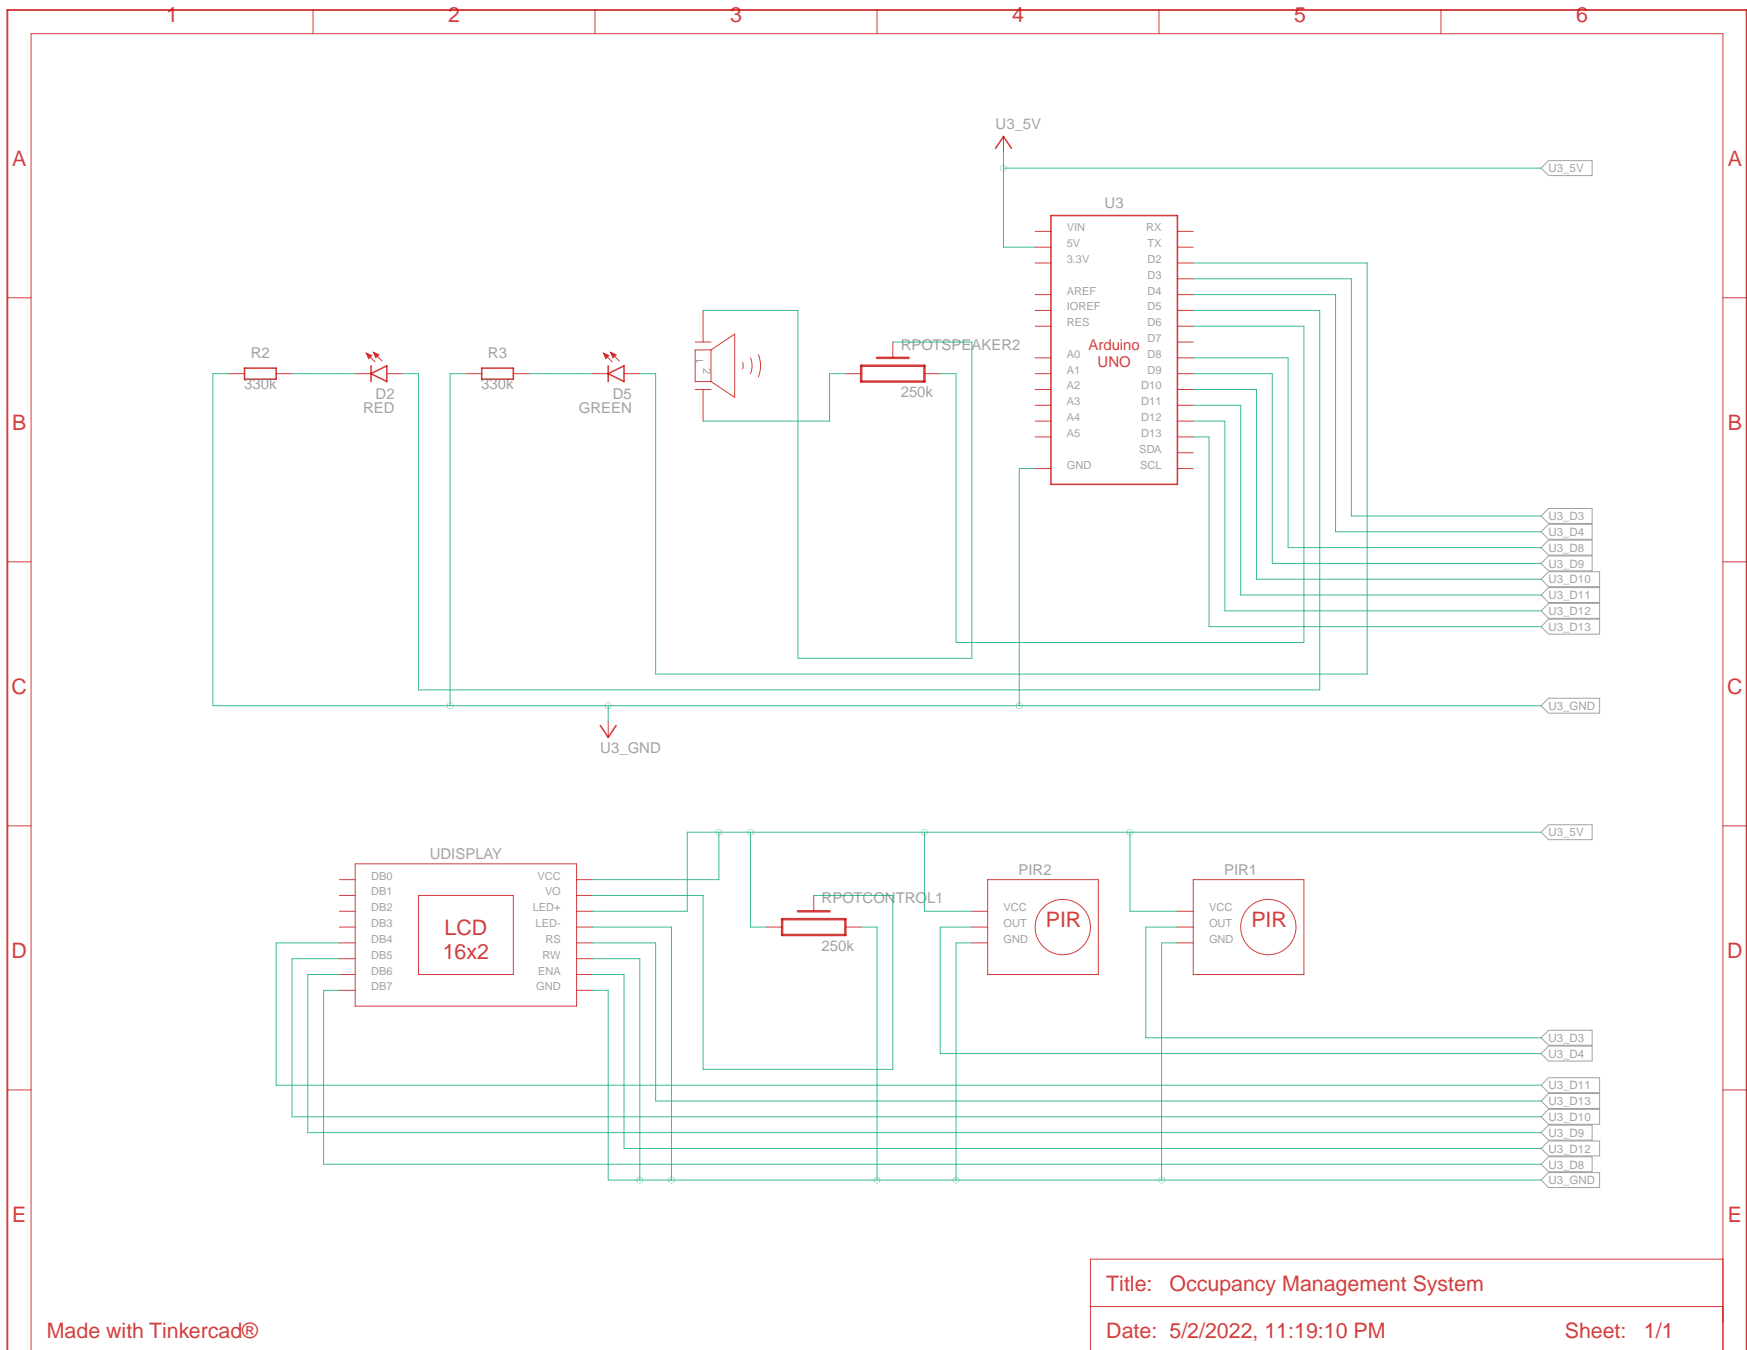 1 2 3 4 5 6
A A
U3_5V
U3_5V
U3
VIN RX
5V TX
3.3V D2
D3
AREF D4
IOREF D5
RES D6
D7
Arduino
UNO
A0 D8
A1 D9
A2 D10
A3 D11
A4 D12
A5 D13
SDA
GND SCL
R2
330k
D2
RED
R3
330k
D5
GREEN
1 2
RPOTSPEAKER2
250k
B B
U3_D3
U3_D4
U3_D8
U3_D9
U3_D10
U3_D11
U3_D12
U3_D13
C C
U3_GND
U3_GND
U3_5V
UDISPLAY
DB0 VCC
DB1 VO
DB2 LED+
DB3 LED-
DB4 RS
DB5 RW
DB6 ENA
DB7 GND
LCD
16x2
RPOTCONTROL1
250k
PIR2
VCC
OUT
GND
PIR
PIR1
VCC
OUT
GND
PIR
D D
U3_D3
U3_D4
U3_D11
U3_D13
U3_D10
U3_D9
U3_D12
U3_D8
U3_GND
E E
Title: Occupancy Management System
Made with Tinkercad®
Date: 5/2/2022, 11:19:10 PM Sheet: 1/1